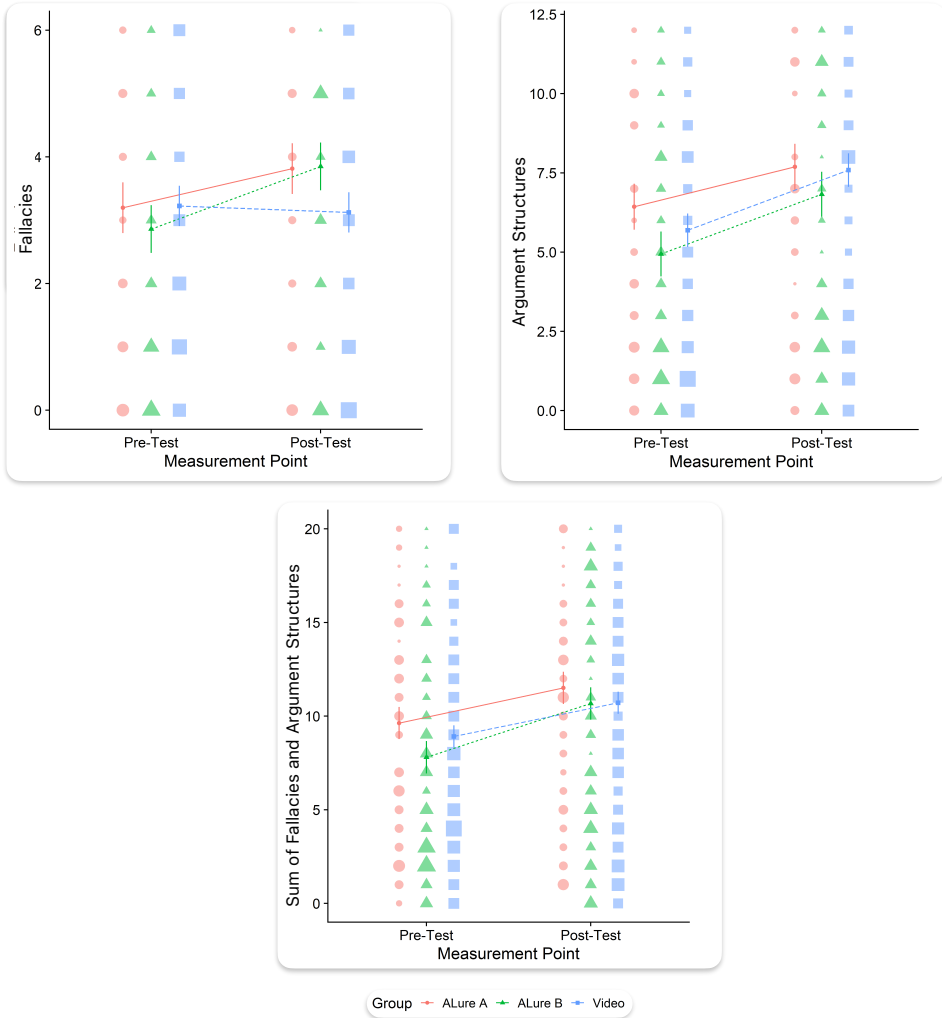 6
4
2
0
Fallacies
Pre-Test
Post-Test
Measurement Point
12.5
10.0
7.5
5.0
2.5
0.0
Argument Structures
Pre-Test
Post-Test
Measurement Point
20
15
10
5
0
Sum of Fallacies and Argument Structures
Pre-Test
Post-Test
Measurement Point
Group ALure A ALure B Video